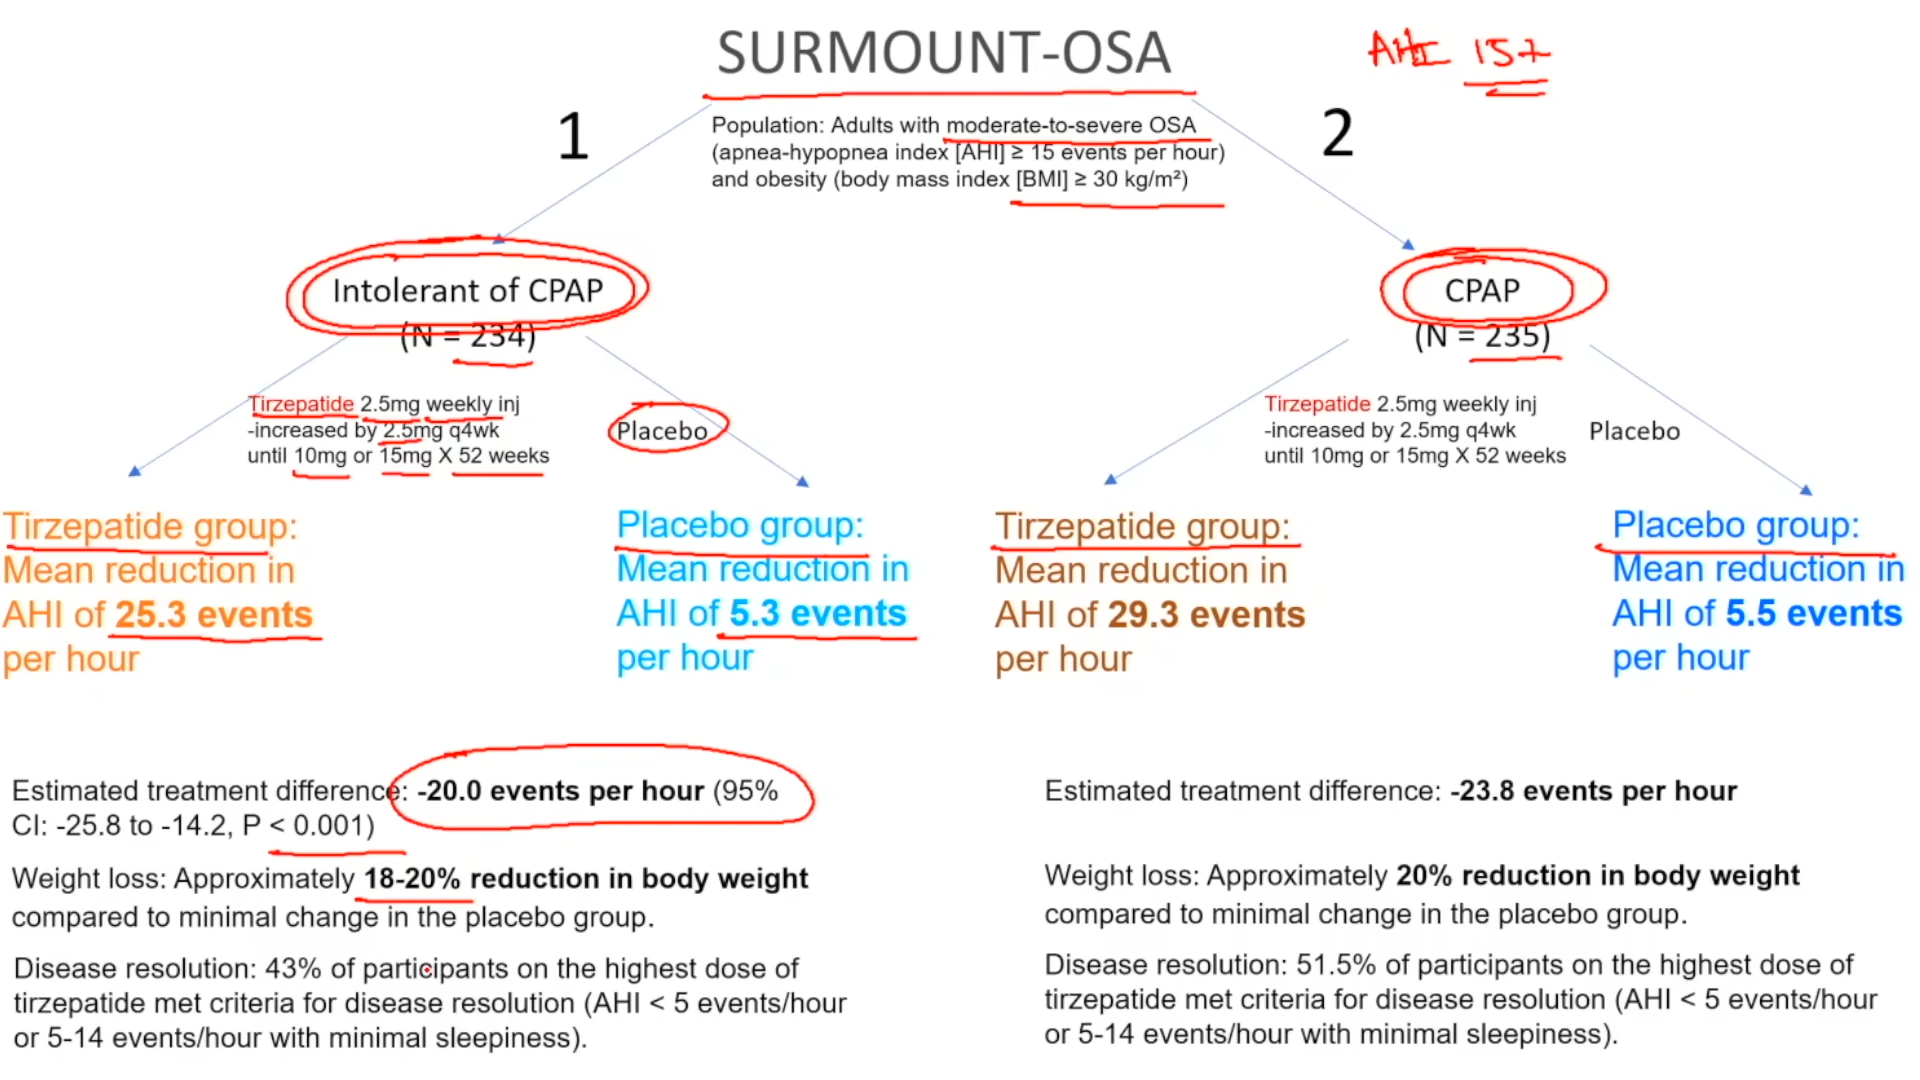 SURMOUNT-OSA
AHI 15+
1
2
Population: Adults with moderate-to-severe OSA
(apnea-hypopnea index [AHI] ≥ 15 events per hour)
and obesity (body mass index [BMI] ≥ 30 kg/m²)
Intolerant of CPAP
(N = 234)
CPAP
(N = 235)
Tirzepatide 2.5mg weekly inj
-increased by 2.5mg q4wk
until 10mg or 15mg X 52 weeks
Placebo
Tirzepatide 2.5mg weekly inj
-increased by 2.5mg q4wk
until 10mg or 15mg X 52 weeks
Placebo
Tirzepatide group:
Mean reduction in
AHI of 25.3 events
per hour
Placebo group:
Mean reduction in
AHI of 5.3 events
per hour
Tirzepatide group:
Mean reduction in
AHI of 29.3 events
per hour
Placebo group:
Mean reduction in
AHI of 5.5 events
per hour
Estimated treatment difference: -20.0 events per hour (95%
CI: -25.8 to -14.2, P < 0.001)
Weight loss: Approximately 18-20% reduction in body weight
compared to minimal change in the placebo group.
Disease resolution: 43% of participants on the highest dose of
tirzepatide met criteria for disease resolution (AHI < 5 events/hour
or 5-14 events/hour with minimal sleepiness).
Estimated treatment difference: -23.8 events per hour
Weight loss: Approximately 20% reduction in body weight
compared to minimal change in the placebo group.
Disease resolution: 51.5% of participants on the highest dose of
tirzepatide met criteria for disease resolution (AHI < 5 events/hour
or 5-14 events/hour with minimal sleepiness).